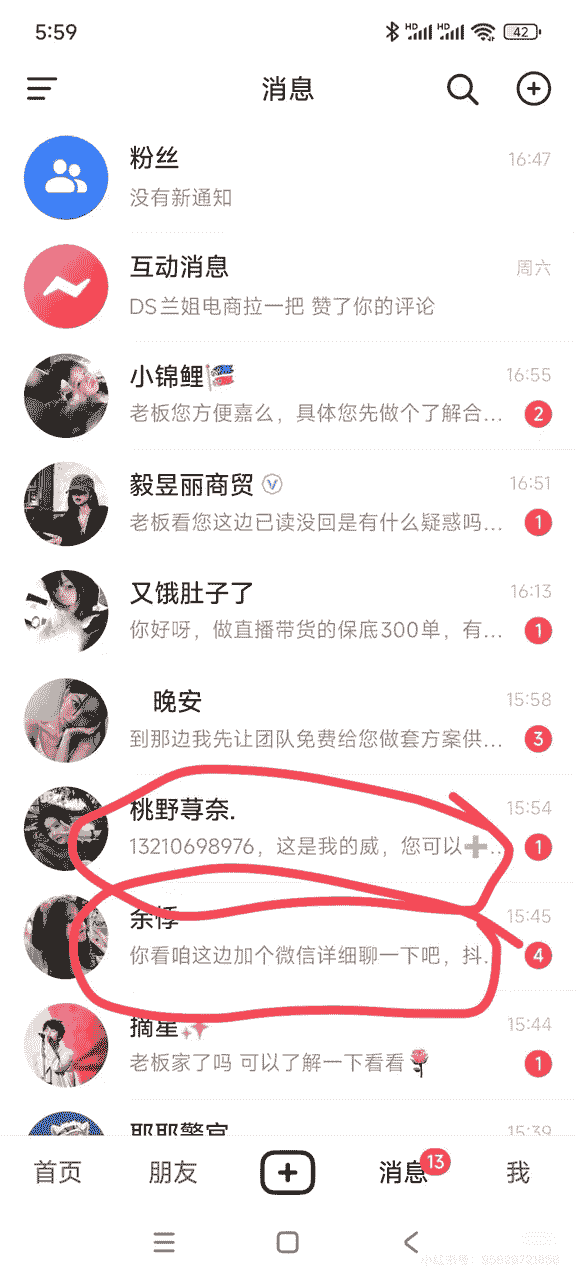 5:59
HD HD 42
消息
粉丝 16:47
没有新通知
互动消息 周六
DS兰姐电商拉一把 赞了你的评论
小锦鲤 16:55
老板您方便嘉么，具体您先做个了解合... 2
毅昱丽商贸 16:51
老板看您这边已读没回是有什么疑惑吗... 1
又饿肚子了 16:13
你好呀，做直播带货的保底300单，有... 1
晚安 15:58
到那边我先让团队免费给您做套方案供... 3
桃野荨奈. 15:54
13210698976，这是我的威，您可以➕... 1
余悸 15:45
你看咱这边加个微信详细聊一下吧，抖... 4
摘星✨ 15:44
老板家了吗 可以了解一下看看🌹 1
耶耶警官 15:39
首页 朋友 消息 13 我